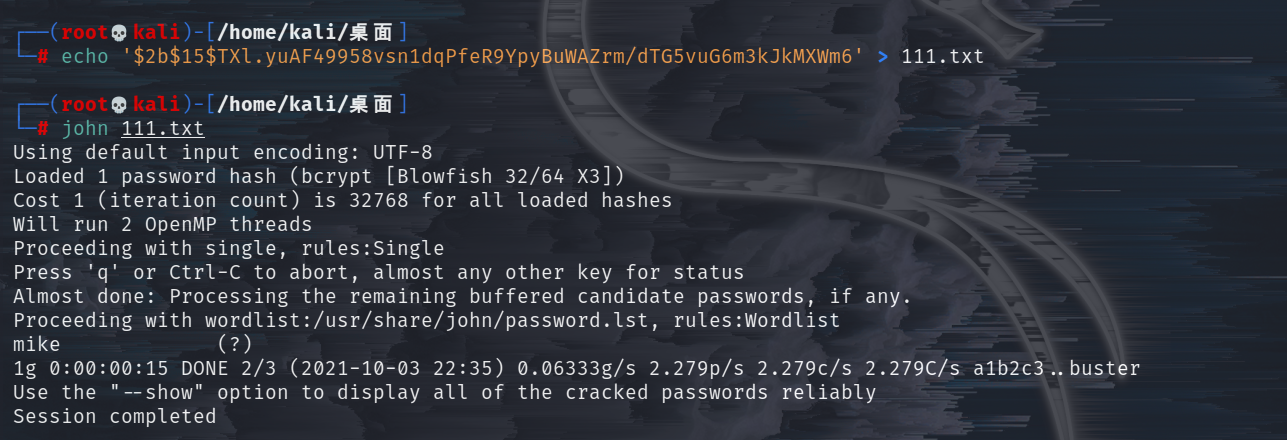 ┌──(root💀kali)-[/home/kali/桌面]
└─# echo '$2b$15$TXl.yuAF49958vsn1dqPfeR9YpyBuWAZrm/dTG5vuG6m3kJkMXWm6' > 111.txt
┌──(root💀kali)-[/home/kali/桌面]
└─# john 111.txt
Using default input encoding: UTF-8
Loaded 1 password hash (bcrypt [Blowfish 32/64 X3])
Cost 1 (iteration count) is 32768 for all loaded hashes
Will run 2 OpenMP threads
Proceeding with single, rules:Single
Press 'q' or Ctrl-C to abort, almost any other key for status
Almost done: Processing the remaining buffered candidate passwords, if any.
Proceeding with wordlist:/usr/share/john/password.lst, rules:Wordlist
mike             (?)
1g 0:00:00:15 DONE 2/3 (2021-10-03 22:35) 0.06333g/s 2.279p/s 2.279c/s 2.279C/s a1b2c3..buster
Use the "--show" option to display all of the cracked passwords reliably
Session completed